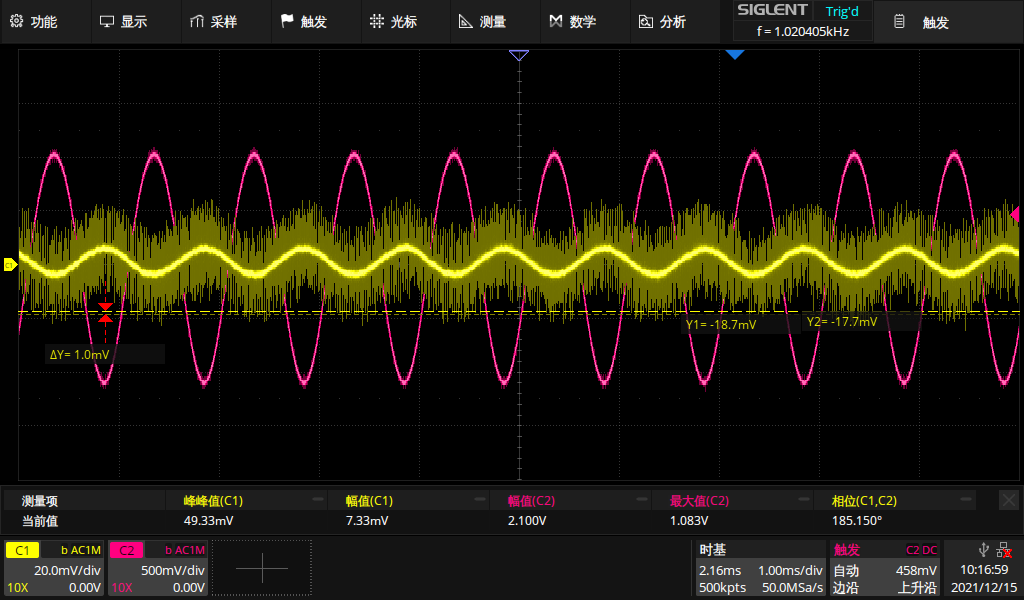 功能 显示 采样 触发 光标 测量 数学 分析 SIGLENT Trig'd 触发
f = 1.020405kHz
C1
Y1= -18.7mV Y2= -17.7mV
ΔY= 1.0mV
测量项 峰峰值(C1) 幅值(C1) 幅值(C2) 最大值(C2) 相位(C1,C2)
当前值 49.33mV 7.33mV 2.100V 1.083V 185.150°
C1 b AC1M C2 b AC1M 时基 触发 C2 DC
20.0mV/div 500mV/div 2.16ms 1.00ms/div 自动 458mV 10:16:59
10X 0.00V 10X 0.00V 500kpts 50.0MSa/s 边沿 上升沿 2021/12/15